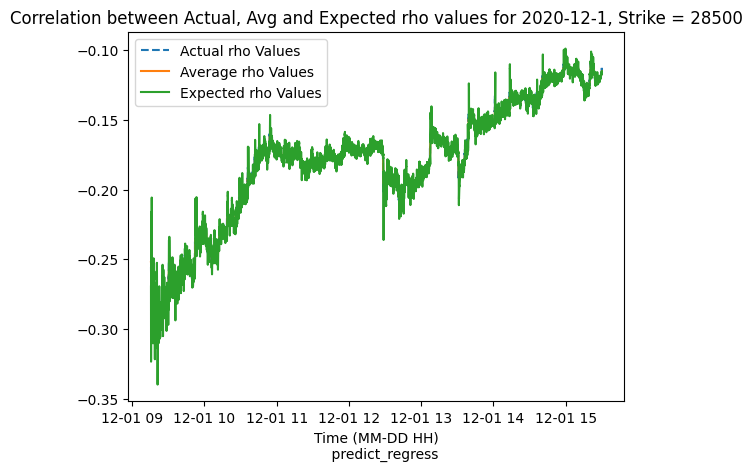 Correlation between Actual, Avg and Expected rho values for 2020-12-1, Strike = 28500
Actual rho Values
Average rho Values
Expected rho Values
−0.10
−0.15
−0.20
−0.25
−0.30
−0.35
12-01 09 12-01 10 12-01 11 12-01 12 12-01 13 12-01 14 12-01 15
Time (MM-DD HH)
predict_regress